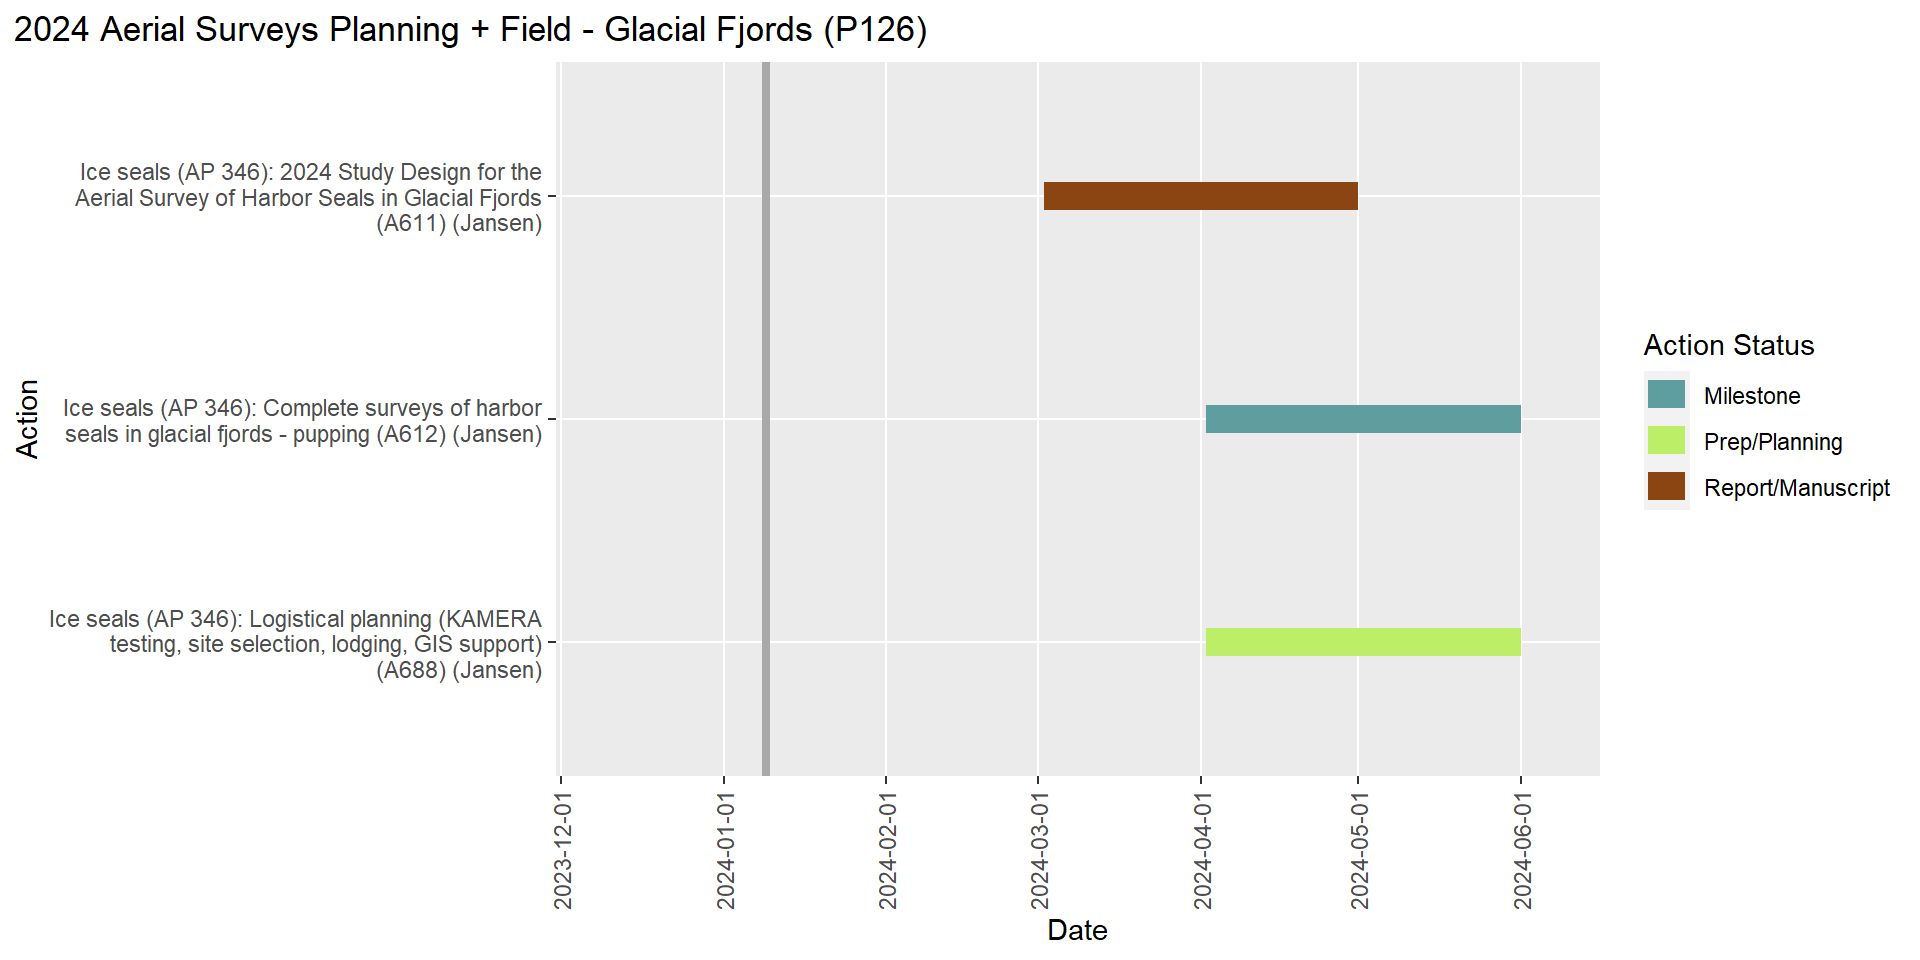 2024 Aerial Surveys Planning + Field - Glacial Fjords (P126)
Ice seals (AP 346): 2024 Study Design for the
Aerial Survey of Harbor Seals in Glacial Fjords
(A611) (Jansen)
Ice seals (AP 346): Complete surveys of harbor
seals in glacial fjords - pupping (A612) (Jansen)
Ice seals (AP 346): Logistical planning (KAMERA
testing, site selection, lodging, GIS support)
(A688) (Jansen)
Action
2023-12-01
2024-01-01
2024-02-01
2024-03-01
2024-04-01
2024-05-01
2024-06-01
Date
Action Status
Milestone
Prep/Planning
Report/Manuscript